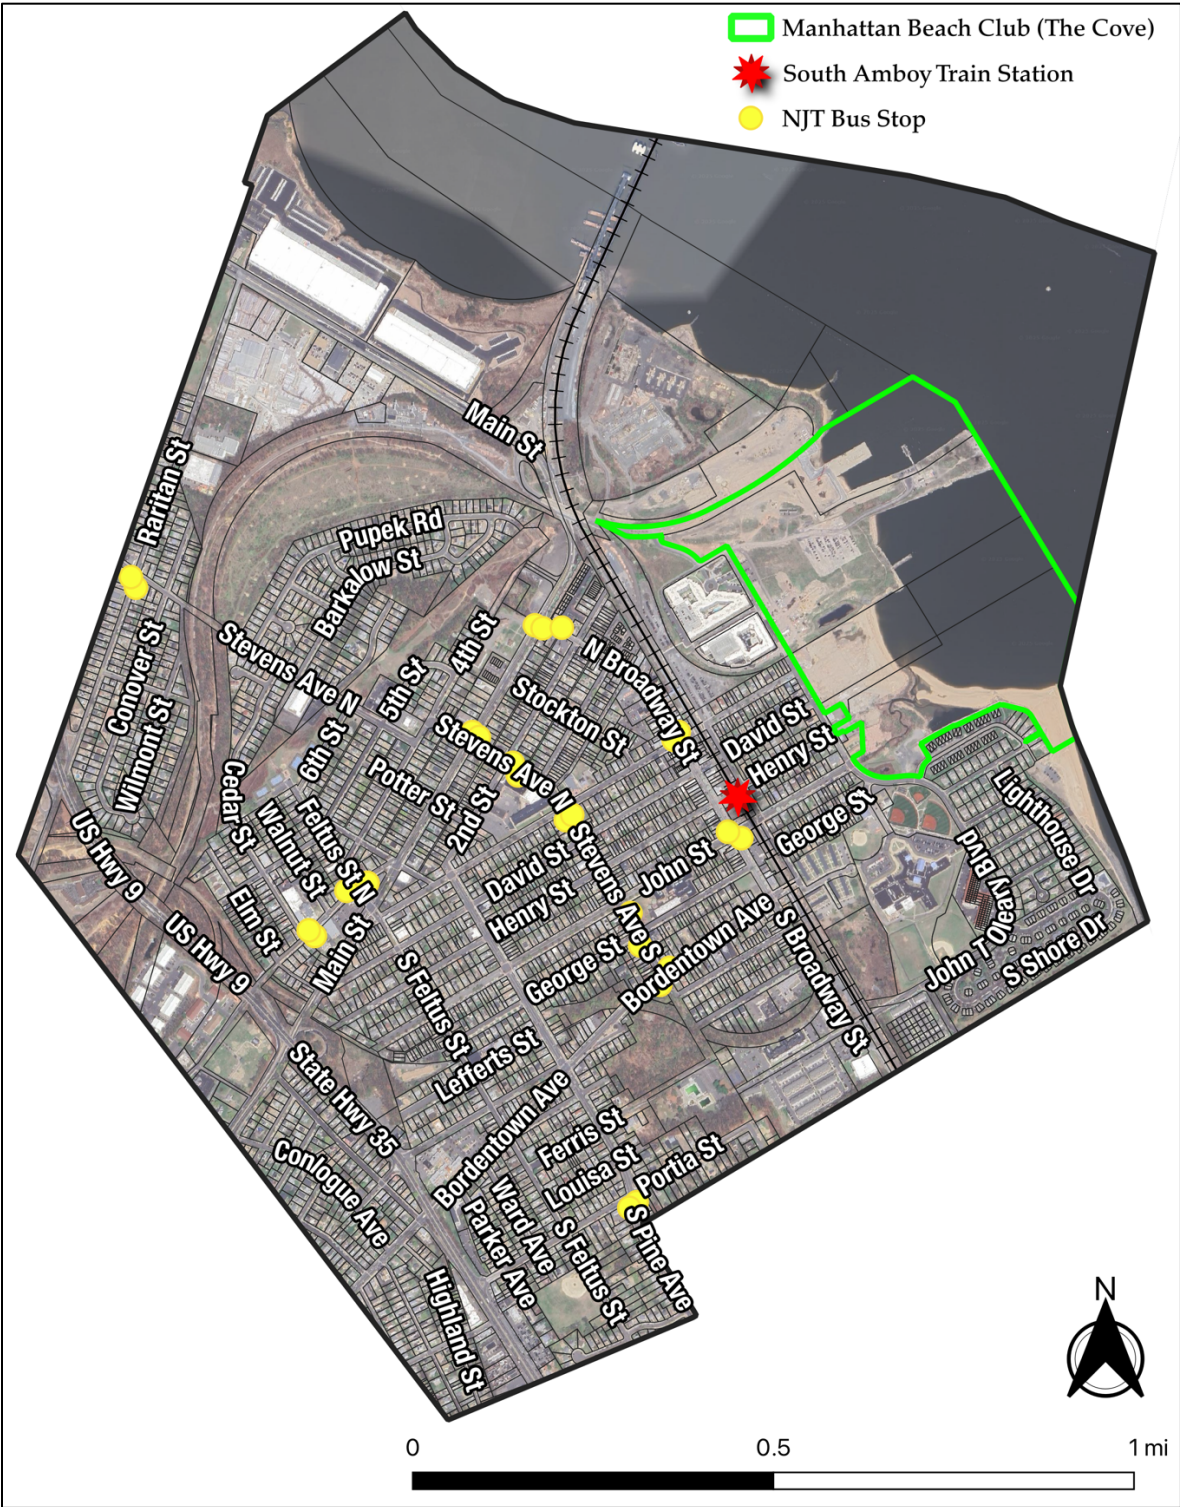 Manhattan Beach Club (The Cove)
South Amboy Train Station
NJT Bus Stop
Main St
Raritan St
Pupek Rd
Barkalow St
Stevens Ave N
Conover St
Wilmont St
4th St
5th St
6th St
N Broadway St
Stockton St
Stevens Ave N
Potter St
2nd St
David St
Henry St
George St
Cedar St
Walnut St
Feltus St N
Elm St
Main St
US Hwy 9
US Hwy 9
David St
Henry St
Stevens Ave S
John St
George St
Bordentown Ave
S Broadway St
Lighthouse Dr
John T Oleary Blvd
S Shore Dr
S Feltus St
Lefferts St
State Hwy 35
Bordentown Ave
Ferris St
Louisa St
Portia St
Conlogue Ave
Ward Ave
Parker Ave
S Feltus St
S Pine Ave
Highland St
N
0 0.5 1 mi